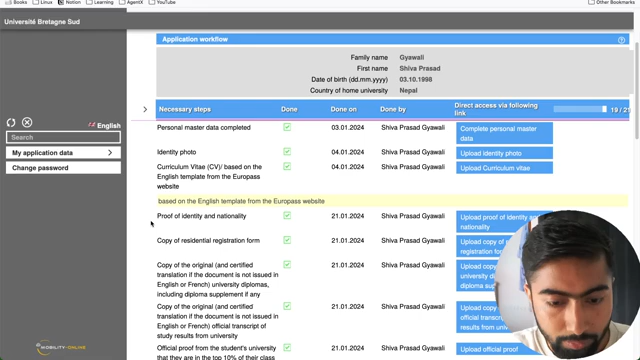 Books Linux Notion Learning AgentX YouTube Other Bookmarks
Université Bretagne Sud
Application workflow
Family name Gyawali
First name Shiva Prasad
Date of birth (dd.mm.yyyy) 03.10.1998
Country of home university Nepal
English
Search
My application data
Change password
Necessary steps Done Done on Done by Direct access via following link 19 / 21
Personal master data completed 03.01.2024 Shiva Prasad Gyawali Complete personal master data
Identity photo 04.01.2024 Shiva Prasad Gyawali Upload Identity photo
Curriculum Vitae (CV)/ based on the 04.01.2024 Shiva Prasad Gyawali Upload Curriculum vitae
English template from the Europass
website
based on the English template from the Europass website
Proof of identity and nationality 21.01.2024 Shiva Prasad Gyawali Upload proof of identity and nationality
Copy of residential registration form 21.01.2024 Shiva Prasad Gyawali Upload copy of registration form
Copy of the original (and certified 21.01.2024 Shiva Prasad Gyawali Upload copy
translation if the document is not issued university
in English or French) university diplomas
diplomas, including diploma supplement if any
Copy of the original (and certified 21.01.2024 Shiva Prasad Gyawali Upload copy
translation if the document is not issued official transcript
in English or French) official transcript of results from
study results from university
Official proof from the student's university 21.01.2024 Shiva Prasad Gyawali Upload official
that they are in the top 10% of their class
MOBILITY-ONLINE